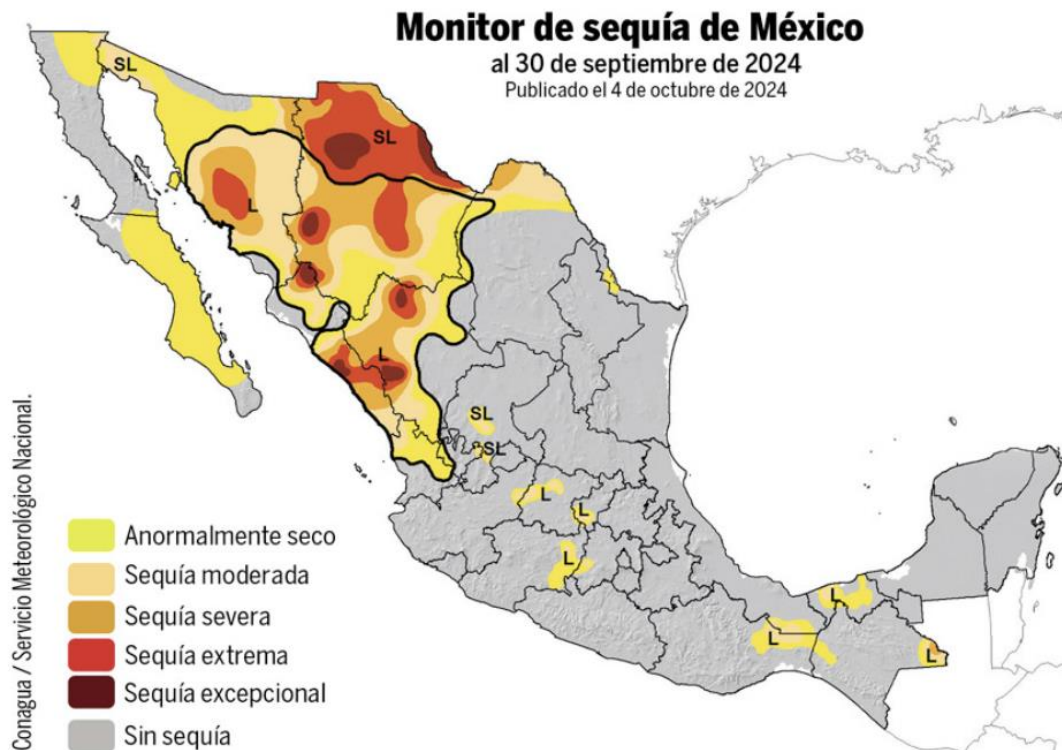 Monitor de sequía de México
al 30 de septiembre de 2024
Publicado el 4 de octubre de 2024
SL
SL
L
L
SL
SL
L
L
L
L
L
L
Anormalmente seco
Sequía moderada
Sequía severa
Sequía extrema
Sequía excepcional
Sin sequía
Conagua / Servicio Meteorológico Nacional.